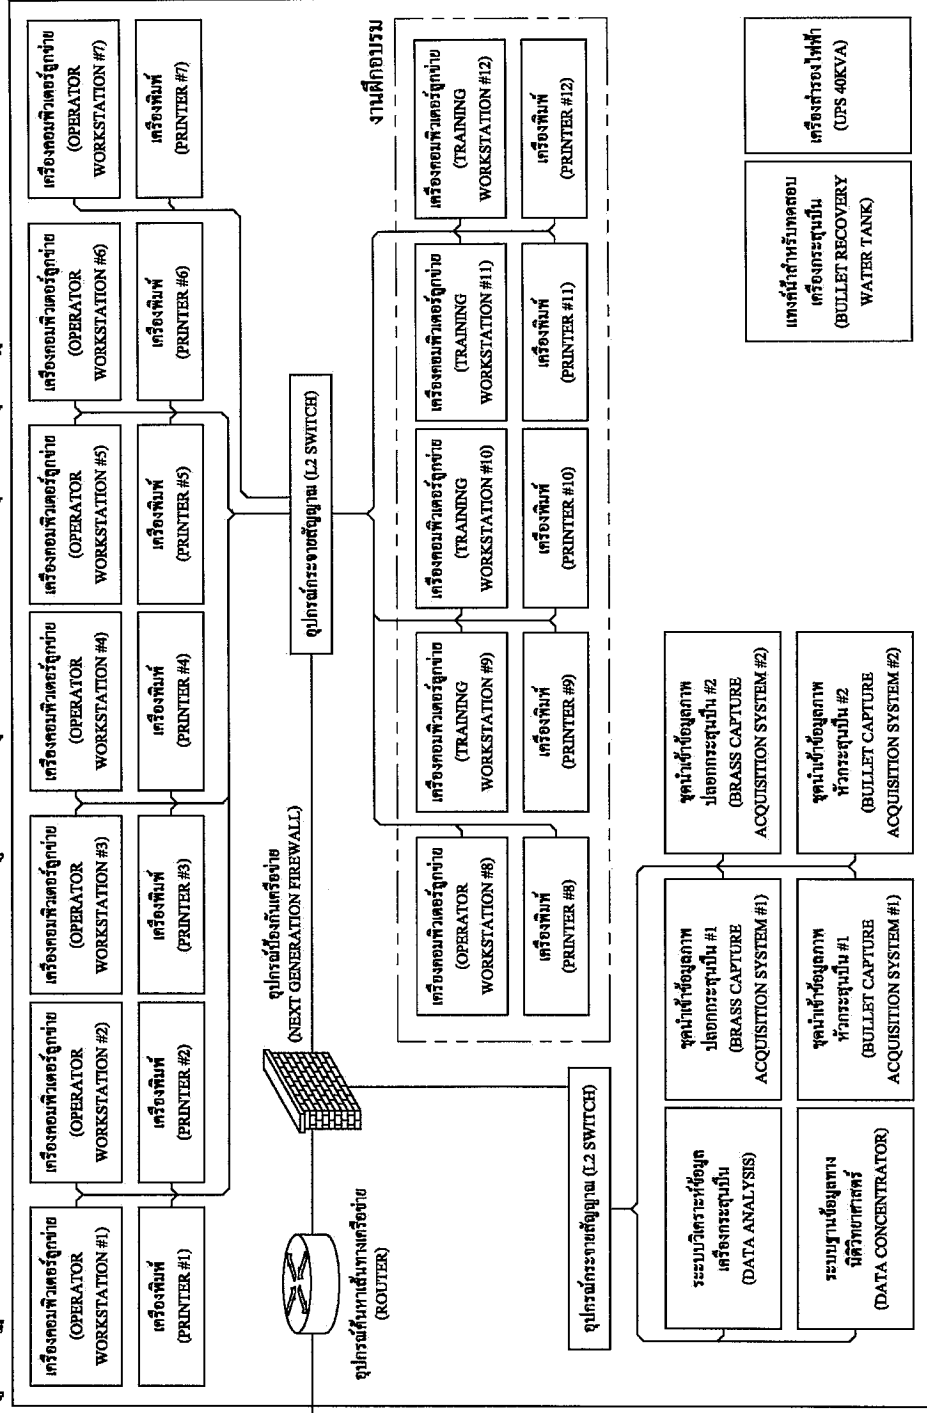 เครื่องคอมพิวเตอร์ลูกข่าย
(OPERATOR
WORKSTATION #1)
เครื่องคอมพิวเตอร์ลูกข่าย
(OPERATOR
WORKSTATION #2)
เครื่องคอมพิวเตอร์ลูกข่าย
(OPERATOR
WORKSTATION #3)
เครื่องคอมพิวเตอร์ลูกข่าย
(OPERATOR
WORKSTATION #4)
เครื่องคอมพิวเตอร์ลูกข่าย
(OPERATOR
WORKSTATION #5)
เครื่องคอมพิวเตอร์ลูกข่าย
(OPERATOR
WORKSTATION #6)
เครื่องคอมพิวเตอร์ลูกข่าย
(OPERATOR
WORKSTATION #7)
เครื่องพิมพ์
(PRINTER #1)
เครื่องพิมพ์
(PRINTER #2)
เครื่องพิมพ์
(PRINTER #3)
เครื่องพิมพ์
(PRINTER #4)
เครื่องพิมพ์
(PRINTER #5)
เครื่องพิมพ์
(PRINTER #6)
เครื่องพิมพ์
(PRINTER #7)
อุปกรณ์ค้นหาเส้นทางเครือข่าย
(ROUTER)
อุปกรณ์ป้องกันเครือข่าย
(NEXT GENERATION FIREWALL)
อุปกรณ์กระจายสัญญาณ (L2 SWITCH)
งานฝึกอบรม
เครื่องคอมพิวเตอร์ลูกข่าย
(OPERATOR
WORKSTATION #8)
เครื่องคอมพิวเตอร์ลูกข่าย
(TRAINING
WORKSTATION #9)
เครื่องคอมพิวเตอร์ลูกข่าย
(TRAINING
WORKSTATION #10)
เครื่องคอมพิวเตอร์ลูกข่าย
(TRAINING
WORKSTATION #11)
เครื่องคอมพิวเตอร์ลูกข่าย
(TRAINING
WORKSTATION #12)
เครื่องพิมพ์
(PRINTER #8)
เครื่องพิมพ์
(PRINTER #9)
เครื่องพิมพ์
(PRINTER #10)
เครื่องพิมพ์
(PRINTER #11)
เครื่องพิมพ์
(PRINTER #12)
อุปกรณ์กระจายสัญญาณ (L2 SWITCH)
ระะบบวิเคราะห์ข้อมูล
เครื่องกระสุนปืน
(DATA ANALYSIS)
ชุดนำเข้าข้อมูลภาพ
ปลอกกระสุนปืน #1
(BRASS CAPTURE
ACQUISITION SYSTEM #1)
ชุดนำเข้าข้อมูลภาพ
ปลอกกระสุนปืน #2
(BRASS CAPTURE
ACQUISITION SYSTEM #2)
ระบบฐานข้อมูลทาง
นิติวิทยาศาสตร์
(DATA CONCENTRATOR)
ชุดนำเข้าข้อมูลภาพ
หัวกระสุนปืน #1
(BULLET CAPTURE
ACQUISITION SYSTEM #1)
ชุดนำเข้าข้อมูลภาพ
หัวกระสุนปืน #2
(BULLET CAPTURE
ACQUISITION SYSTEM #2)
แทงค์น้ำสำหรับทดสอบ
เครื่องกระสุนปืน
(BULLET RECOVERY
WATER TANK)
เครื่องสำรองไฟฟ้า
(UPS 40KVA)